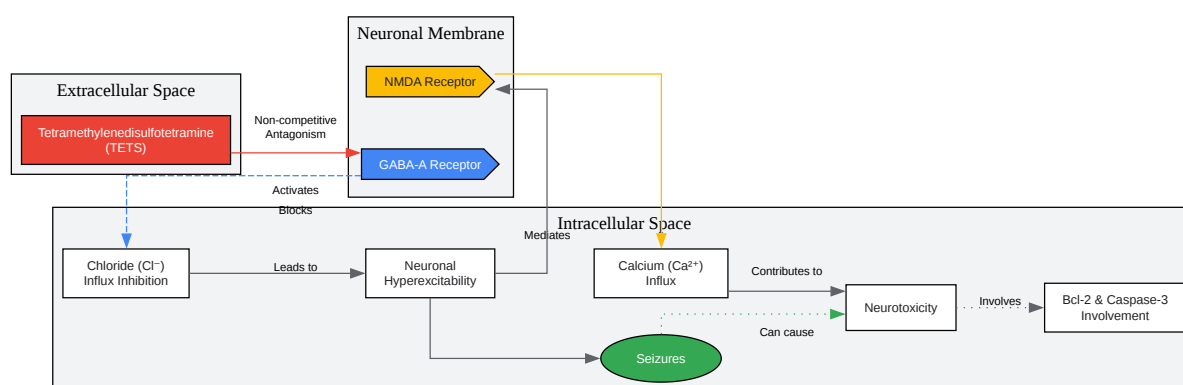 Neuronal Membrane
NMDA Receptor
Extracellular Space
Tetramethylenedisulfotetramine
(TETS)
Non-competitive
Antagonism
GABA-A Receptor
Activates
Blocks
Intracellular Space
Mediates
Chloride (Cl⁻)
Influx Inhibition
Leads to
Neuronal
Hyperexcitability
Calcium (Ca²⁺)
Influx
Contributes to
Neurotoxicity
Involves
Bcl-2 & Caspase-3
Involvement
Can cause
Seizures